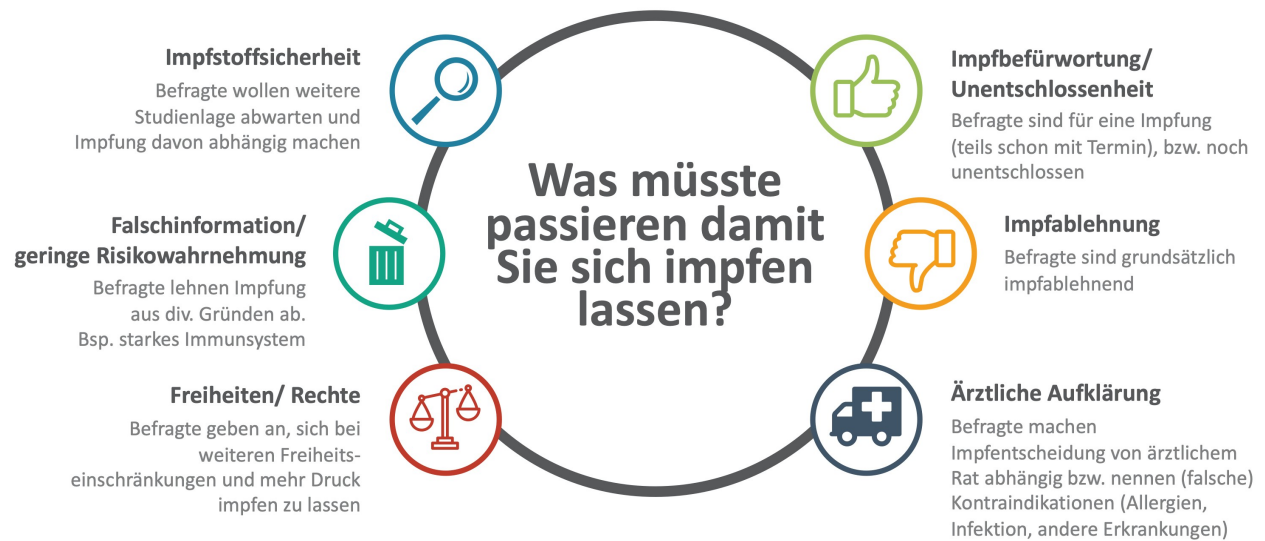 Impfstoffsicherheit
Befragte wollen weitere
Studienlage abwarten und
Impfung davon abhängig machen
Falschinformation/
geringe Risikowahrnehmung
Befragte lehnen Impfung
aus div. Gründen ab.
Bsp. starkes Immunsystem
Freiheiten/ Rechte
Befragte geben an, sich bei
weiteren Freiheits-
einschränkungen und mehr Druck
impfen zu lassen
Was müsste
passieren damit
Sie sich impfen
lassen?
Impfbefürwortung/
Unentschlossenheit
Befragte sind für eine Impfung
(teils schon mit Termin), bzw. noch
unentschlossen
Impfablehnung
Befragte sind grundsätzlich
impfablehnend
Ärztliche Aufklärung
Befragte machen
Impfentscheidung von ärztlichem
Rat abhängig bzw. nennen (falsche)
Kontraindikationen (Allergien,
Infektion, andere Erkrankungen)